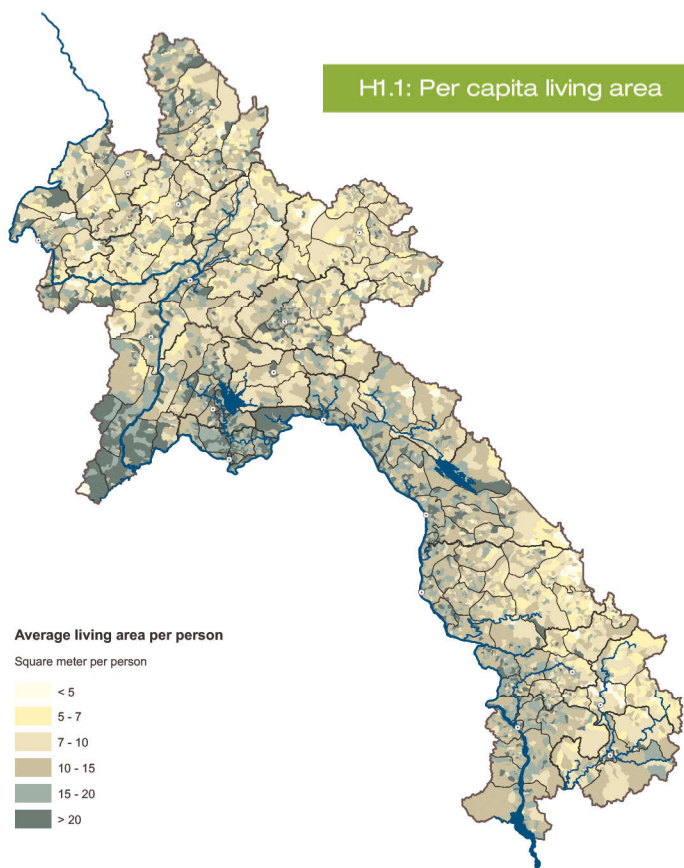 H1.1: Per capita living area
Average living area per person
Square meter per person
< 5
5 - 7
7 - 10
10 - 15
15 - 20
> 20